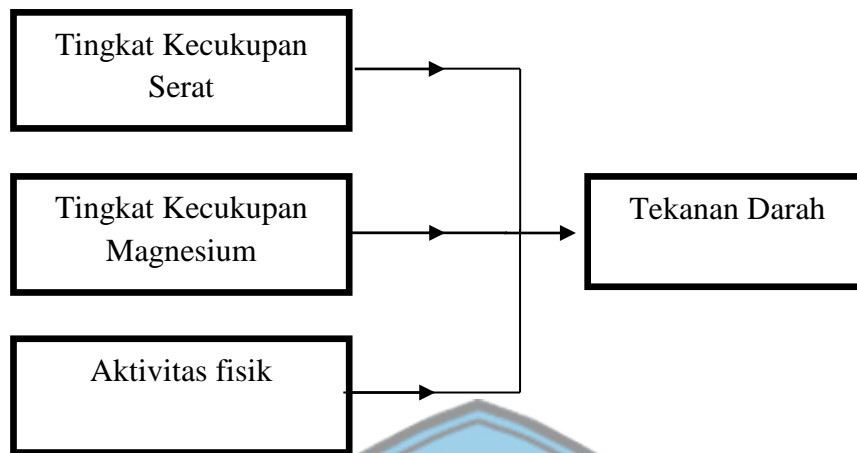 Tingkat Kecukupan
Serat
Tingkat Kecukupan
Magnesium
Tekanan Darah
Aktivitas fisik